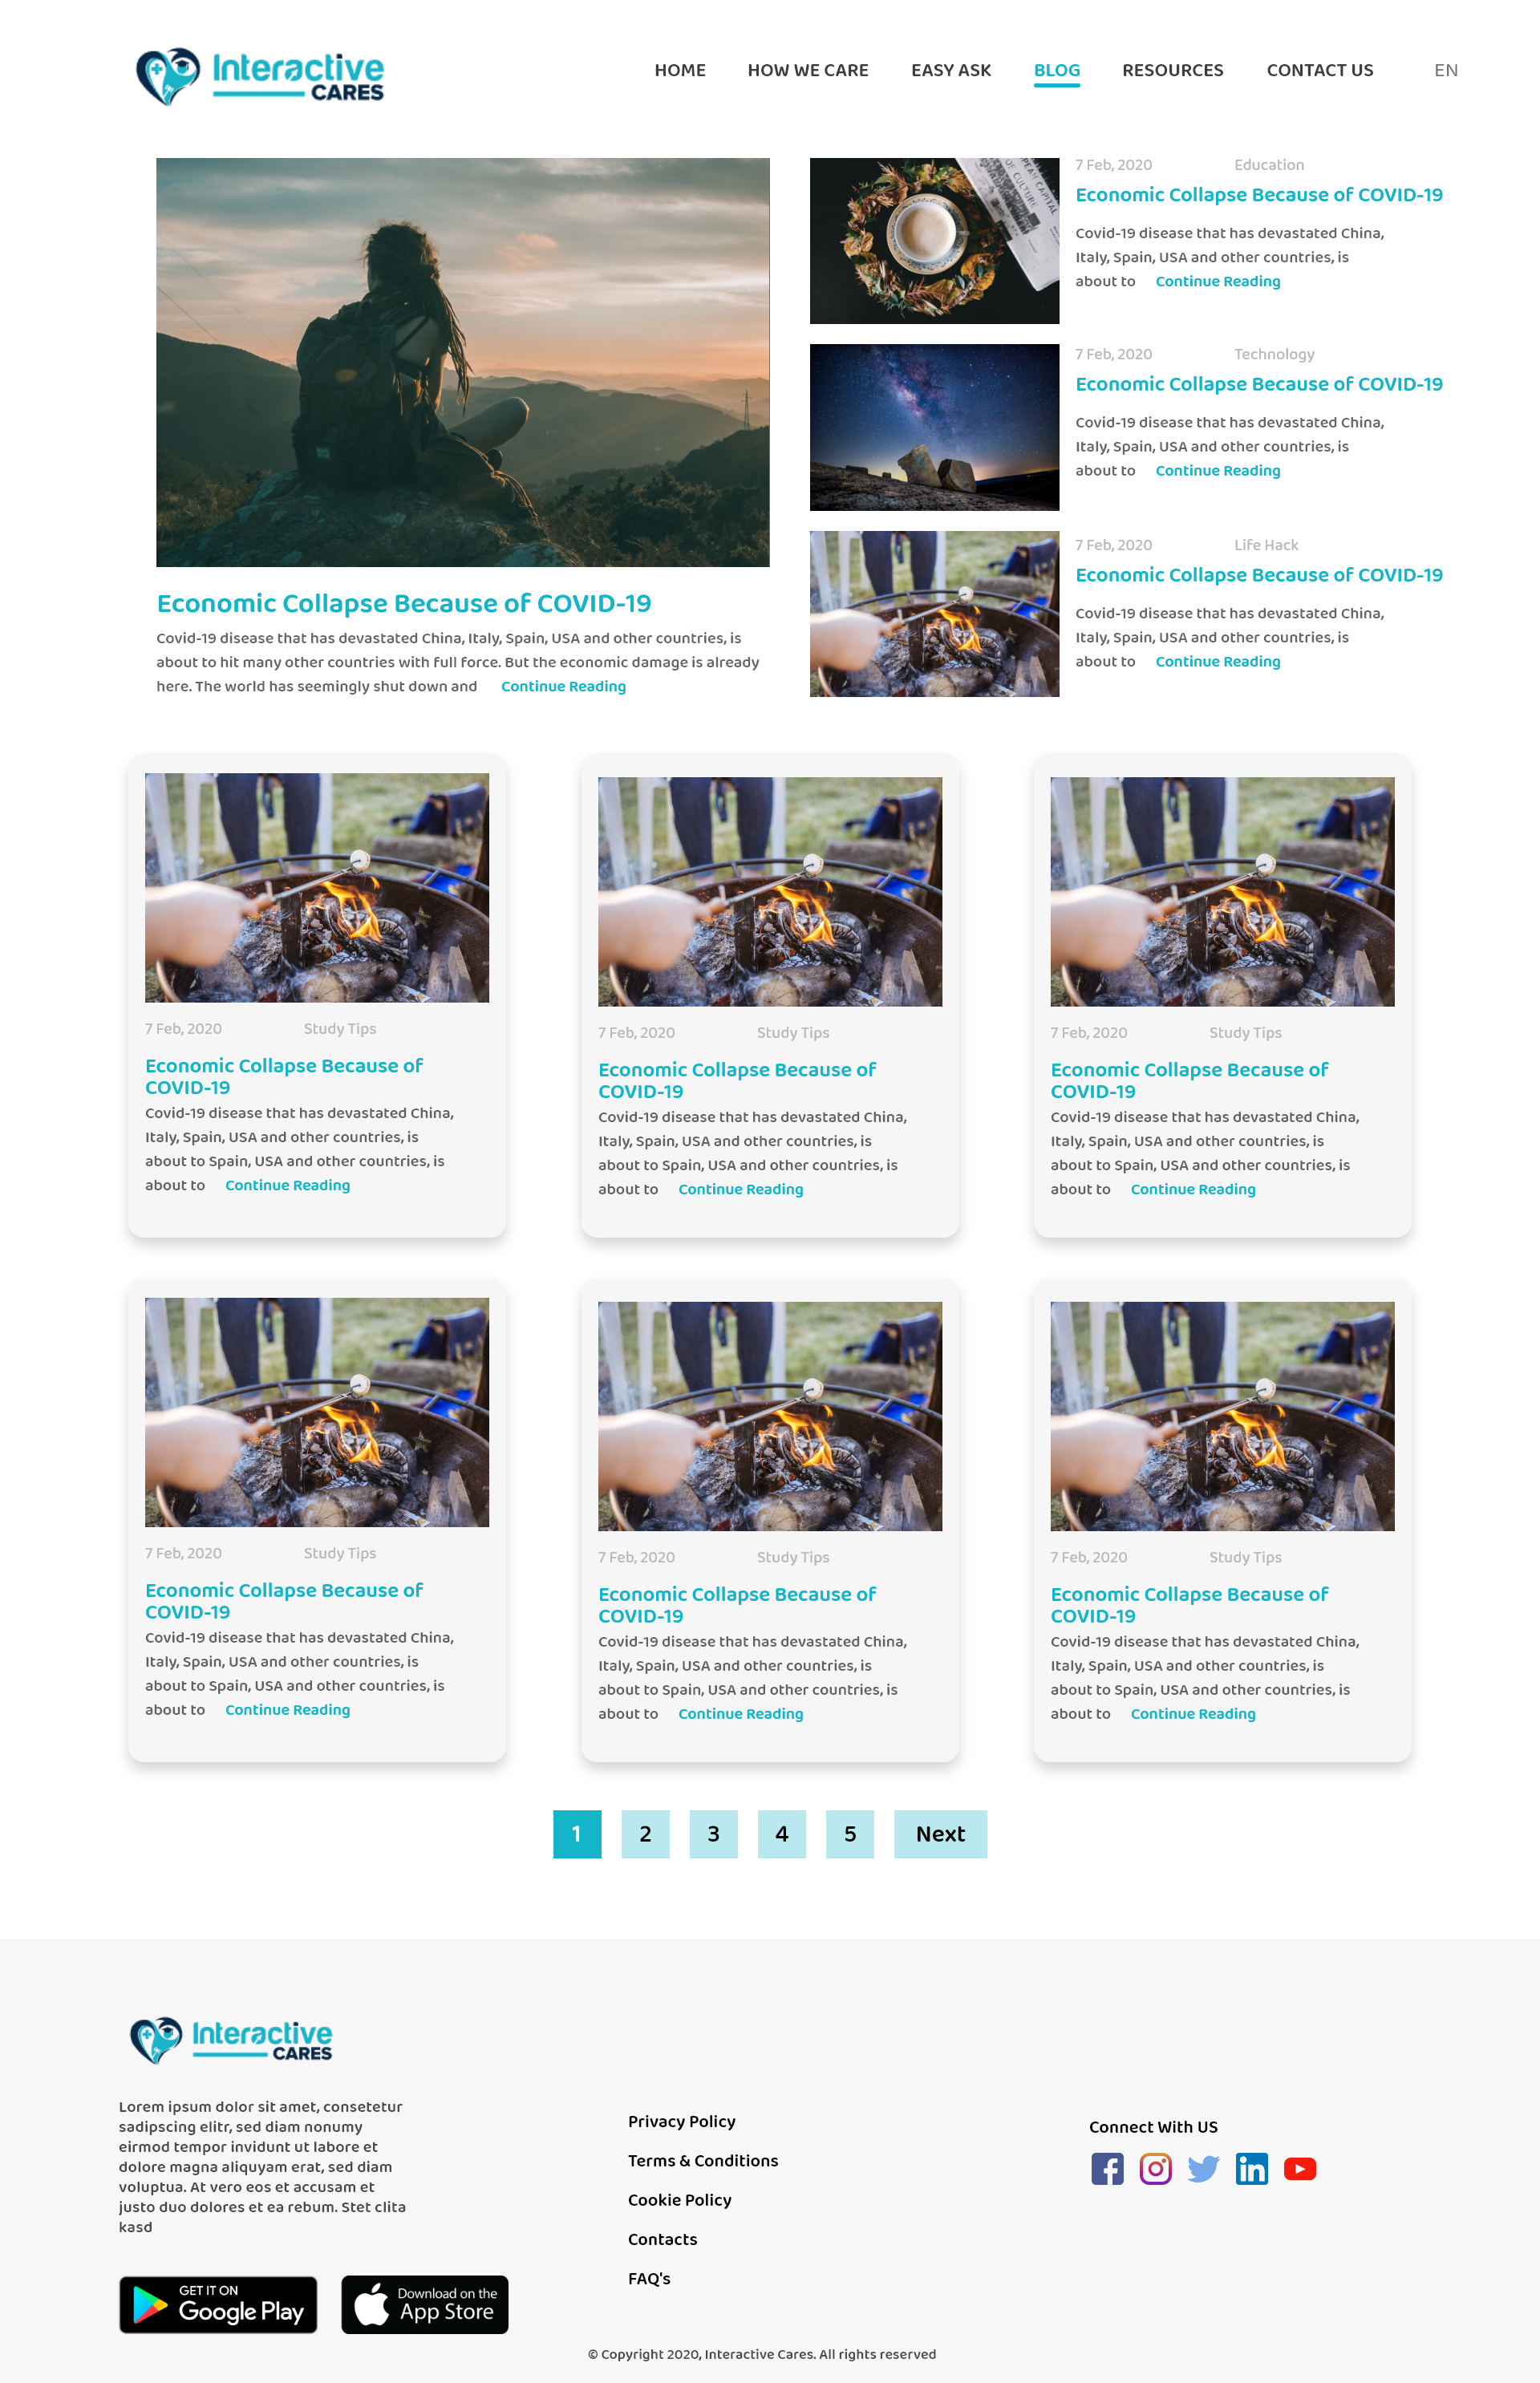 Interactive
CARES
HOME HOW WE CARE EASY ASK BLOG RESOURCES CONTACT US EN
Economic Collapse Because of COVID-19
Covid-19 disease that has devastated China, Italy, Spain, USA and other countries, is
about to hit many other countries with full force. But the economic damage is already
here. The world has seemingly shut down and Continue Reading
7 Feb, 2020 Education
Economic Collapse Because of COVID-19
Covid-19 disease that has devastated China,
Italy, Spain, USA and other countries, is
about to Continue Reading
7 Feb, 2020 Technology
Economic Collapse Because of COVID-19
Covid-19 disease that has devastated China,
Italy, Spain, USA and other countries, is
about to Continue Reading
7 Feb, 2020 Life Hack
Economic Collapse Because of COVID-19
Covid-19 disease that has devastated China,
Italy, Spain, USA and other countries, is
about to Continue Reading
7 Feb, 2020 Study Tips
Economic Collapse Because of
COVID-19
Covid-19 disease that has devastated China,
Italy, Spain, USA and other countries, is
about to Spain, USA and other countries, is
about to Continue Reading
7 Feb, 2020 Study Tips
Economic Collapse Because of
COVID-19
Covid-19 disease that has devastated China,
Italy, Spain, USA and other countries, is
about to Spain, USA and other countries, is
about to Continue Reading
7 Feb, 2020 Study Tips
Economic Collapse Because of
COVID-19
Covid-19 disease that has devastated China,
Italy, Spain, USA and other countries, is
about to Spain, USA and other countries, is
about to Continue Reading
7 Feb, 2020 Study Tips
Economic Collapse Because of
COVID-19
Covid-19 disease that has devastated China,
Italy, Spain, USA and other countries, is
about to Spain, USA and other countries, is
about to Continue Reading
7 Feb, 2020 Study Tips
Economic Collapse Because of
COVID-19
Covid-19 disease that has devastated China,
Italy, Spain, USA and other countries, is
about to Spain, USA and other countries, is
about to Continue Reading
7 Feb, 2020 Study Tips
Economic Collapse Because of
COVID-19
Covid-19 disease that has devastated China,
Italy, Spain, USA and other countries, is
about to Spain, USA and other countries, is
about to Continue Reading
1 2 3 4 5 Next
Interactive
CARES
Lorem ipsum dolor sit amet, consetetur
sadipscing elitr, sed diam nonumy
eirmod tempor invidunt ut labore et
dolore magna aliquyam erat, sed diam
voluptua. At vero eos et accusam et
justo duo dolores et ea rebum. Stet clita
kasd
GET IT ON
Google Play
Download on the
App Store
Privacy Policy
Terms & Conditions
Cookie Policy
Contacts
FAQ's
Connect With US
© Copyright 2020, Interactive Cares. All rights reserved